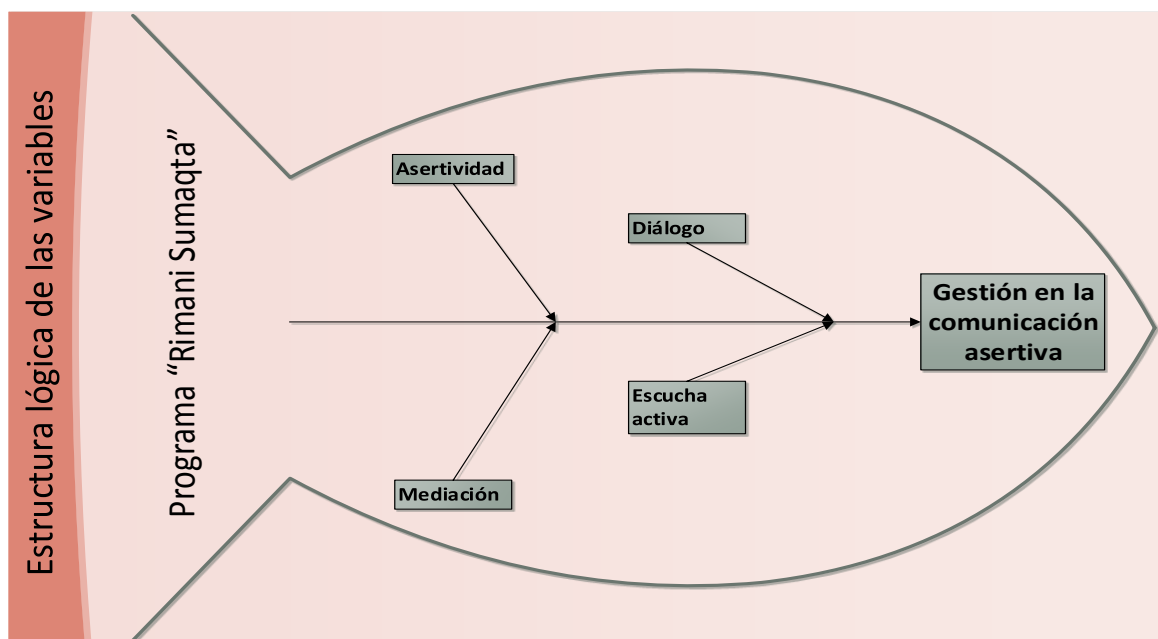 Estructura lógica de las variables
Programa “Rimani Sumaqta”
Asertividad
Diálogo
Gestión en la
comunicación
asertiva
Escucha
activa
Mediación